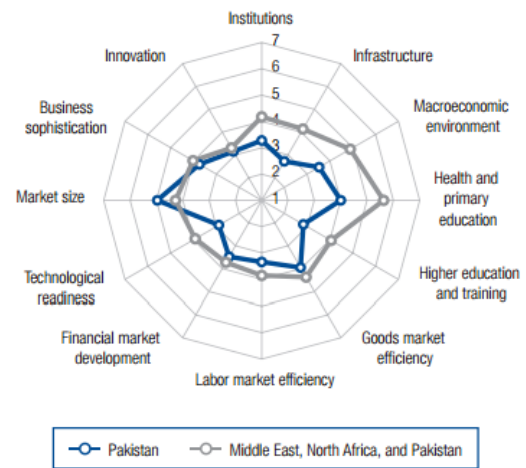 Institutions
7
6
5
4
3
2
1
Infrastructure
Macroeconomic
environment
Health and
primary
education
Higher education
and training
Goods market
efficiency
Labor market efficiency
Financial market
development
Technological
readiness
Market size
Business
sophistication
Innovation
Pakistan
Middle East, North Africa, and Pakistan